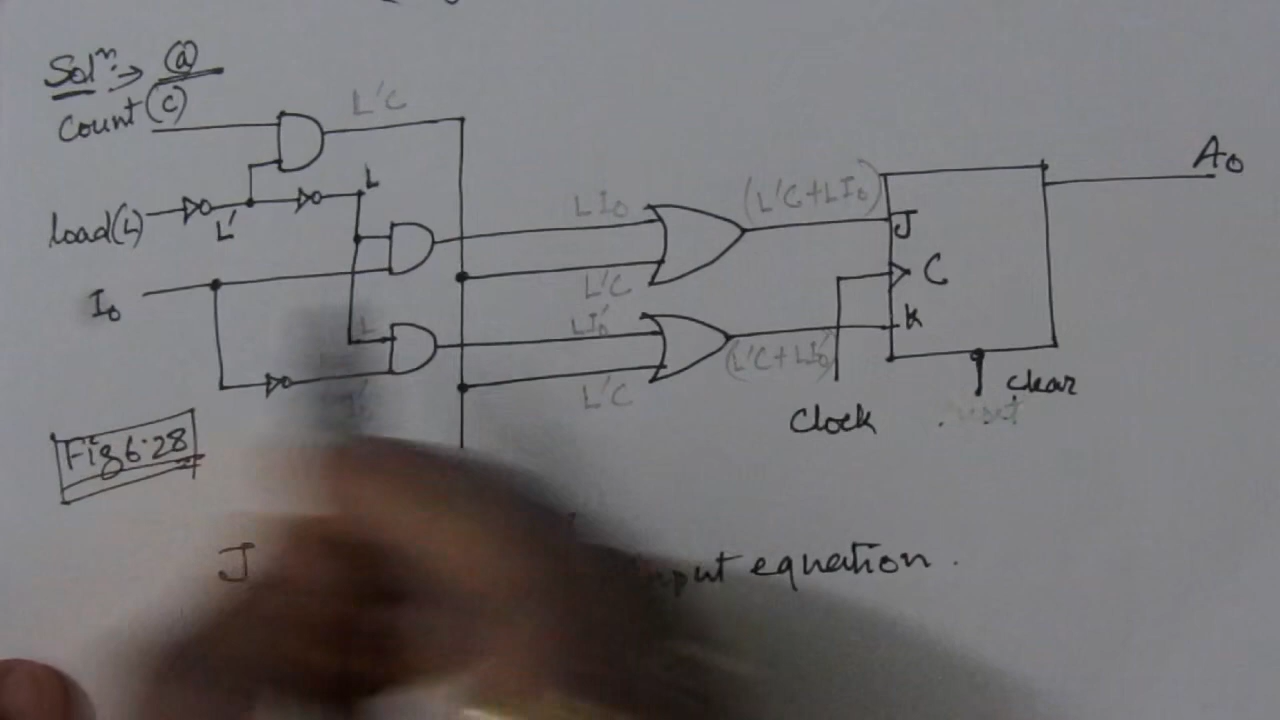 Solⁿ: → (a)
Count (C)
L'C
load(L)
L'
L
I₀
LI₀
L'C
(L'C+LI₀)
J
C
K
A₀
L
LI₀'
L'C
(L'C+LI₀')
Clock
Clear
Fig 6.28
J
input equation.